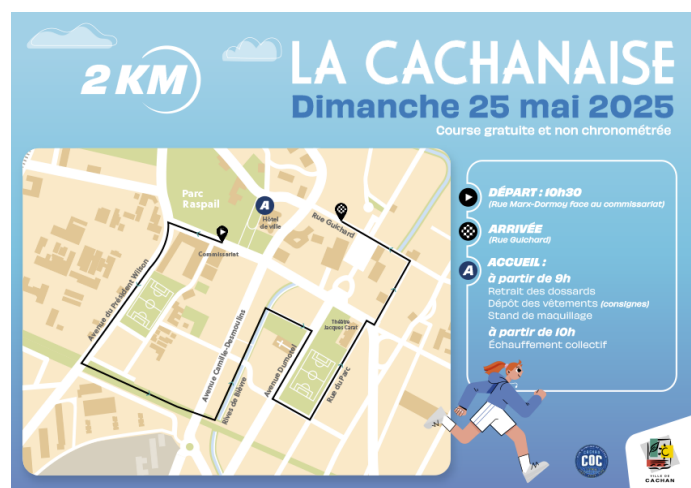 2 KM
LA CACHANAISE
Dimanche 25 mai 2025
Course gratuite et non chronométrée
Parc
Raspail
A
Hôtel
de ville
Rue Guichard
Commissariat
Avenue du Président Wilson
Avenue Camille-Desmoulins
Rives de Bièvre
Avenue Dumotel
Théâtre
Jacques Carat
Rue du Parc
DÉPART : 10h30
(Rue Marx-Dormoy face au commissariat)
ARRIVÉE
(Rue Guichard)
A
ACCUEIL :
à partir de 9h
Retrait des dossards
Dépôt des vêtements (consignes)
Stand de maquillage
à partir de 10h
Échauffement collectif
COC
VILLE DE
CACHAN